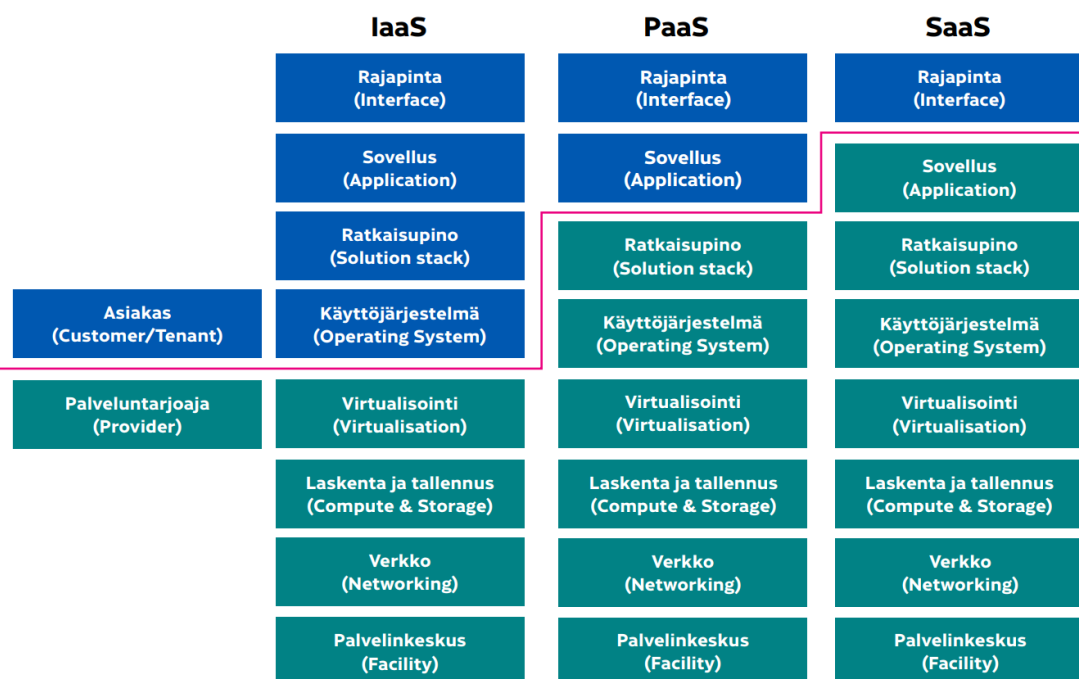 IaaS
PaaS
SaaS
Rajapinta
(Interface)
Rajapinta
(Interface)
Rajapinta
(Interface)
Sovellus
(Application)
Sovellus
(Application)
Sovellus
(Application)
Ratkaisupino
(Solution stack)
Ratkaisupino
(Solution stack)
Ratkaisupino
(Solution stack)
Asiakas
(Customer/Tenant)
Käyttöjärjestelmä
(Operating System)
Käyttöjärjestelmä
(Operating System)
Käyttöjärjestelmä
(Operating System)
Palveluntarjoaja
(Provider)
Virtualisointi
(Virtualisation)
Virtualisointi
(Virtualisation)
Virtualisointi
(Virtualisation)
Laskenta ja tallennus
(Compute & Storage)
Laskenta ja tallennus
(Compute & Storage)
Laskenta ja tallennus
(Compute & Storage)
Verkko
(Networking)
Verkko
(Networking)
Verkko
(Networking)
Palvelinkeskus
(Facility)
Palvelinkeskus
(Facility)
Palvelinkeskus
(Facility)